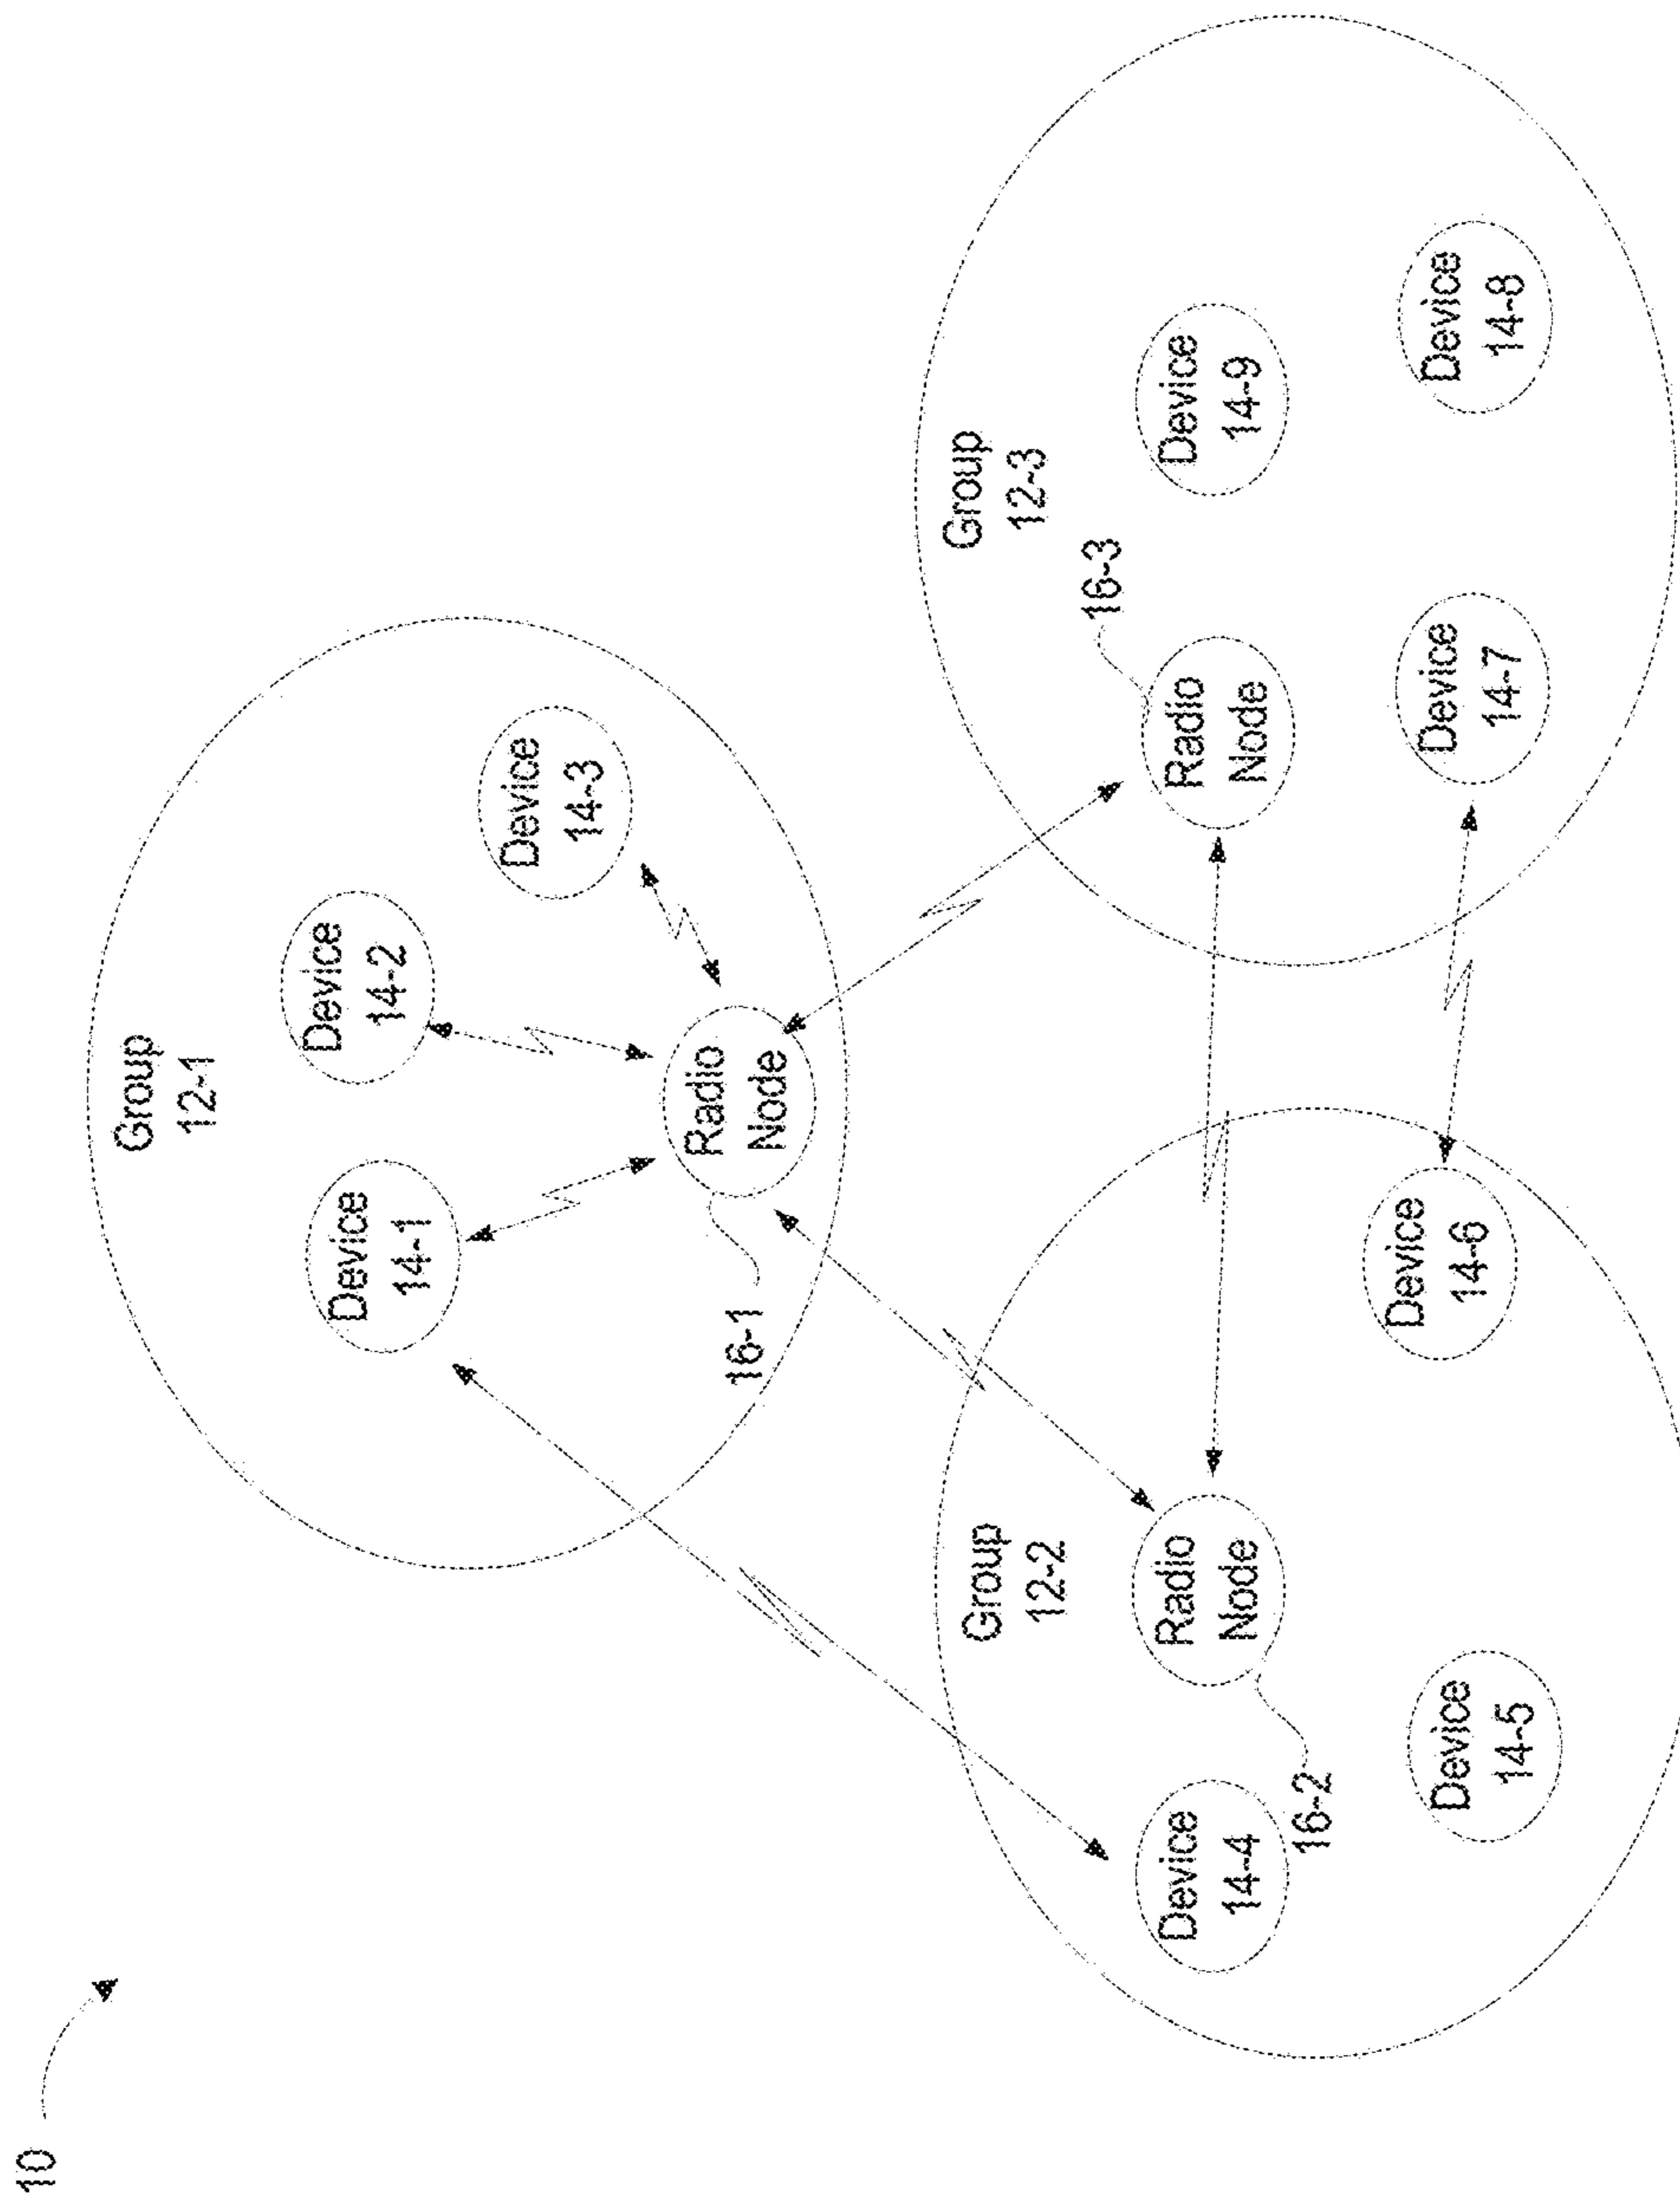 10
Group
12-1
Device
14-1
Device
14-2
Device
14-3
Radio
Node
16-1
Group
12-2
Device
14-4
Radio
Node
16-2
Device
14-5
Device
14-6
Group
12-3
16-3
Radio
Node
Device
14-9
Device
14-7
Device
14-8